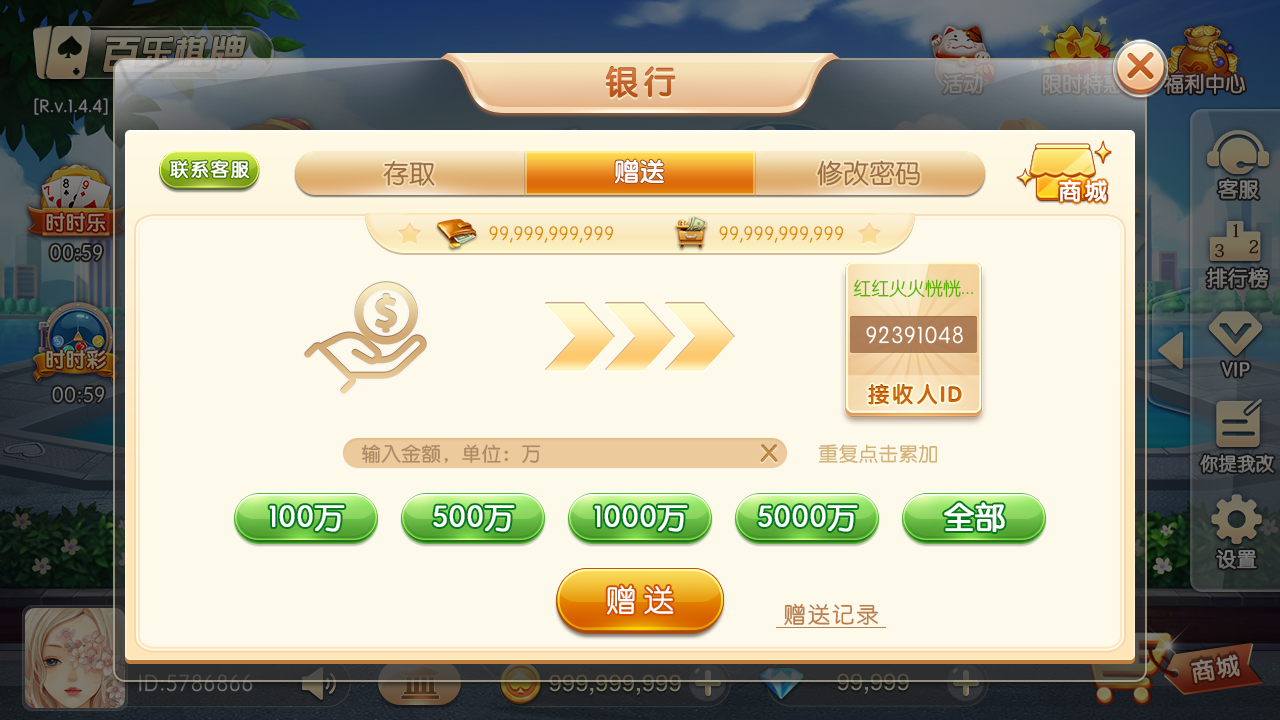 百乐棋牌
[R.v.1.4.4]
银行
活动
限时特惠
福利中心
联系客服
存取
赠送
修改密码
商城
99,999,999,999
99,999,999,999
7 8 9
时时乐
00:59
时时彩
00:59
$
红红火火恍恍...
92391048
接收人ID
输入金额，单位：万
重复点击累加
100万
500万
1000万
5000万
全部
赠送
赠送记录
客服
1
3 2
排行榜
VIP
你提我改
设置
ID:5786866
999,999,999
99,999
商城